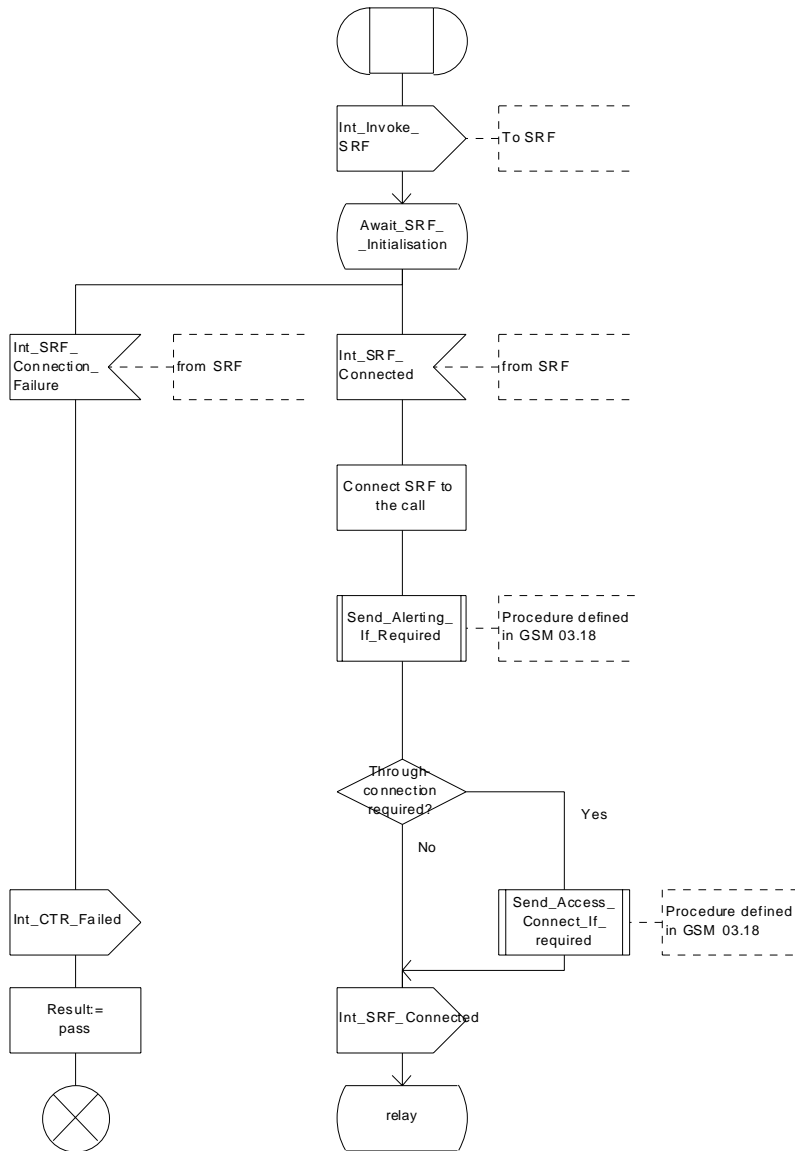 Int_Invoke_
SRF
To SRF
Await_SRF_
_Initialisation
Int_SRF_
Connection_
Failure
from SRF
Int_SRF_
Connected
from SRF
Connect SRF to
the call
Send_Alerting_
If_Required
Procedure defined
in GSM 03.18
Through-
connection
required?
Yes
No
Int_CTR_Failed
Send_Access_
Connect_If_
required
Procedure defined
in GSM 03.18
Result:=
pass
Int_SRF_Connected
relay